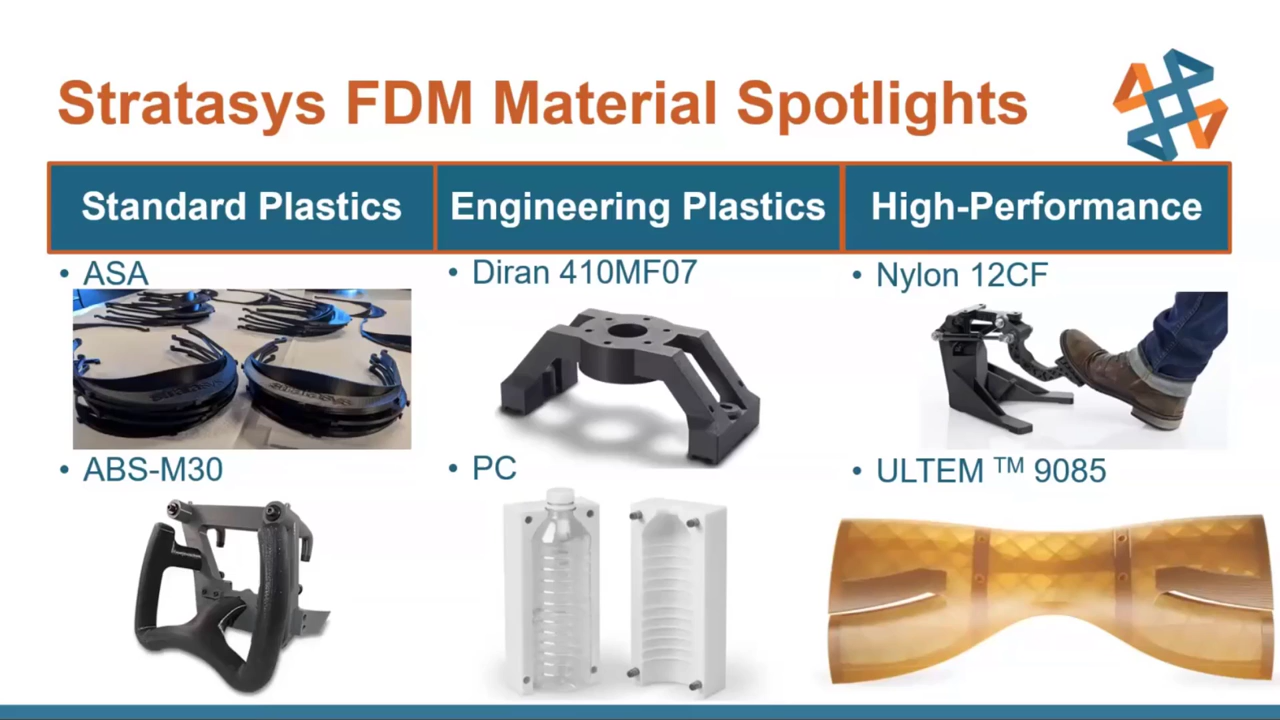 Stratasys FDM Material Spotlights
Standard Plastics
Engineering Plastics
High-Performance
• ASA
• Diran 410MF07
• Nylon 12CF
• ABS-M30
• PC
• ULTEM ™ 9085